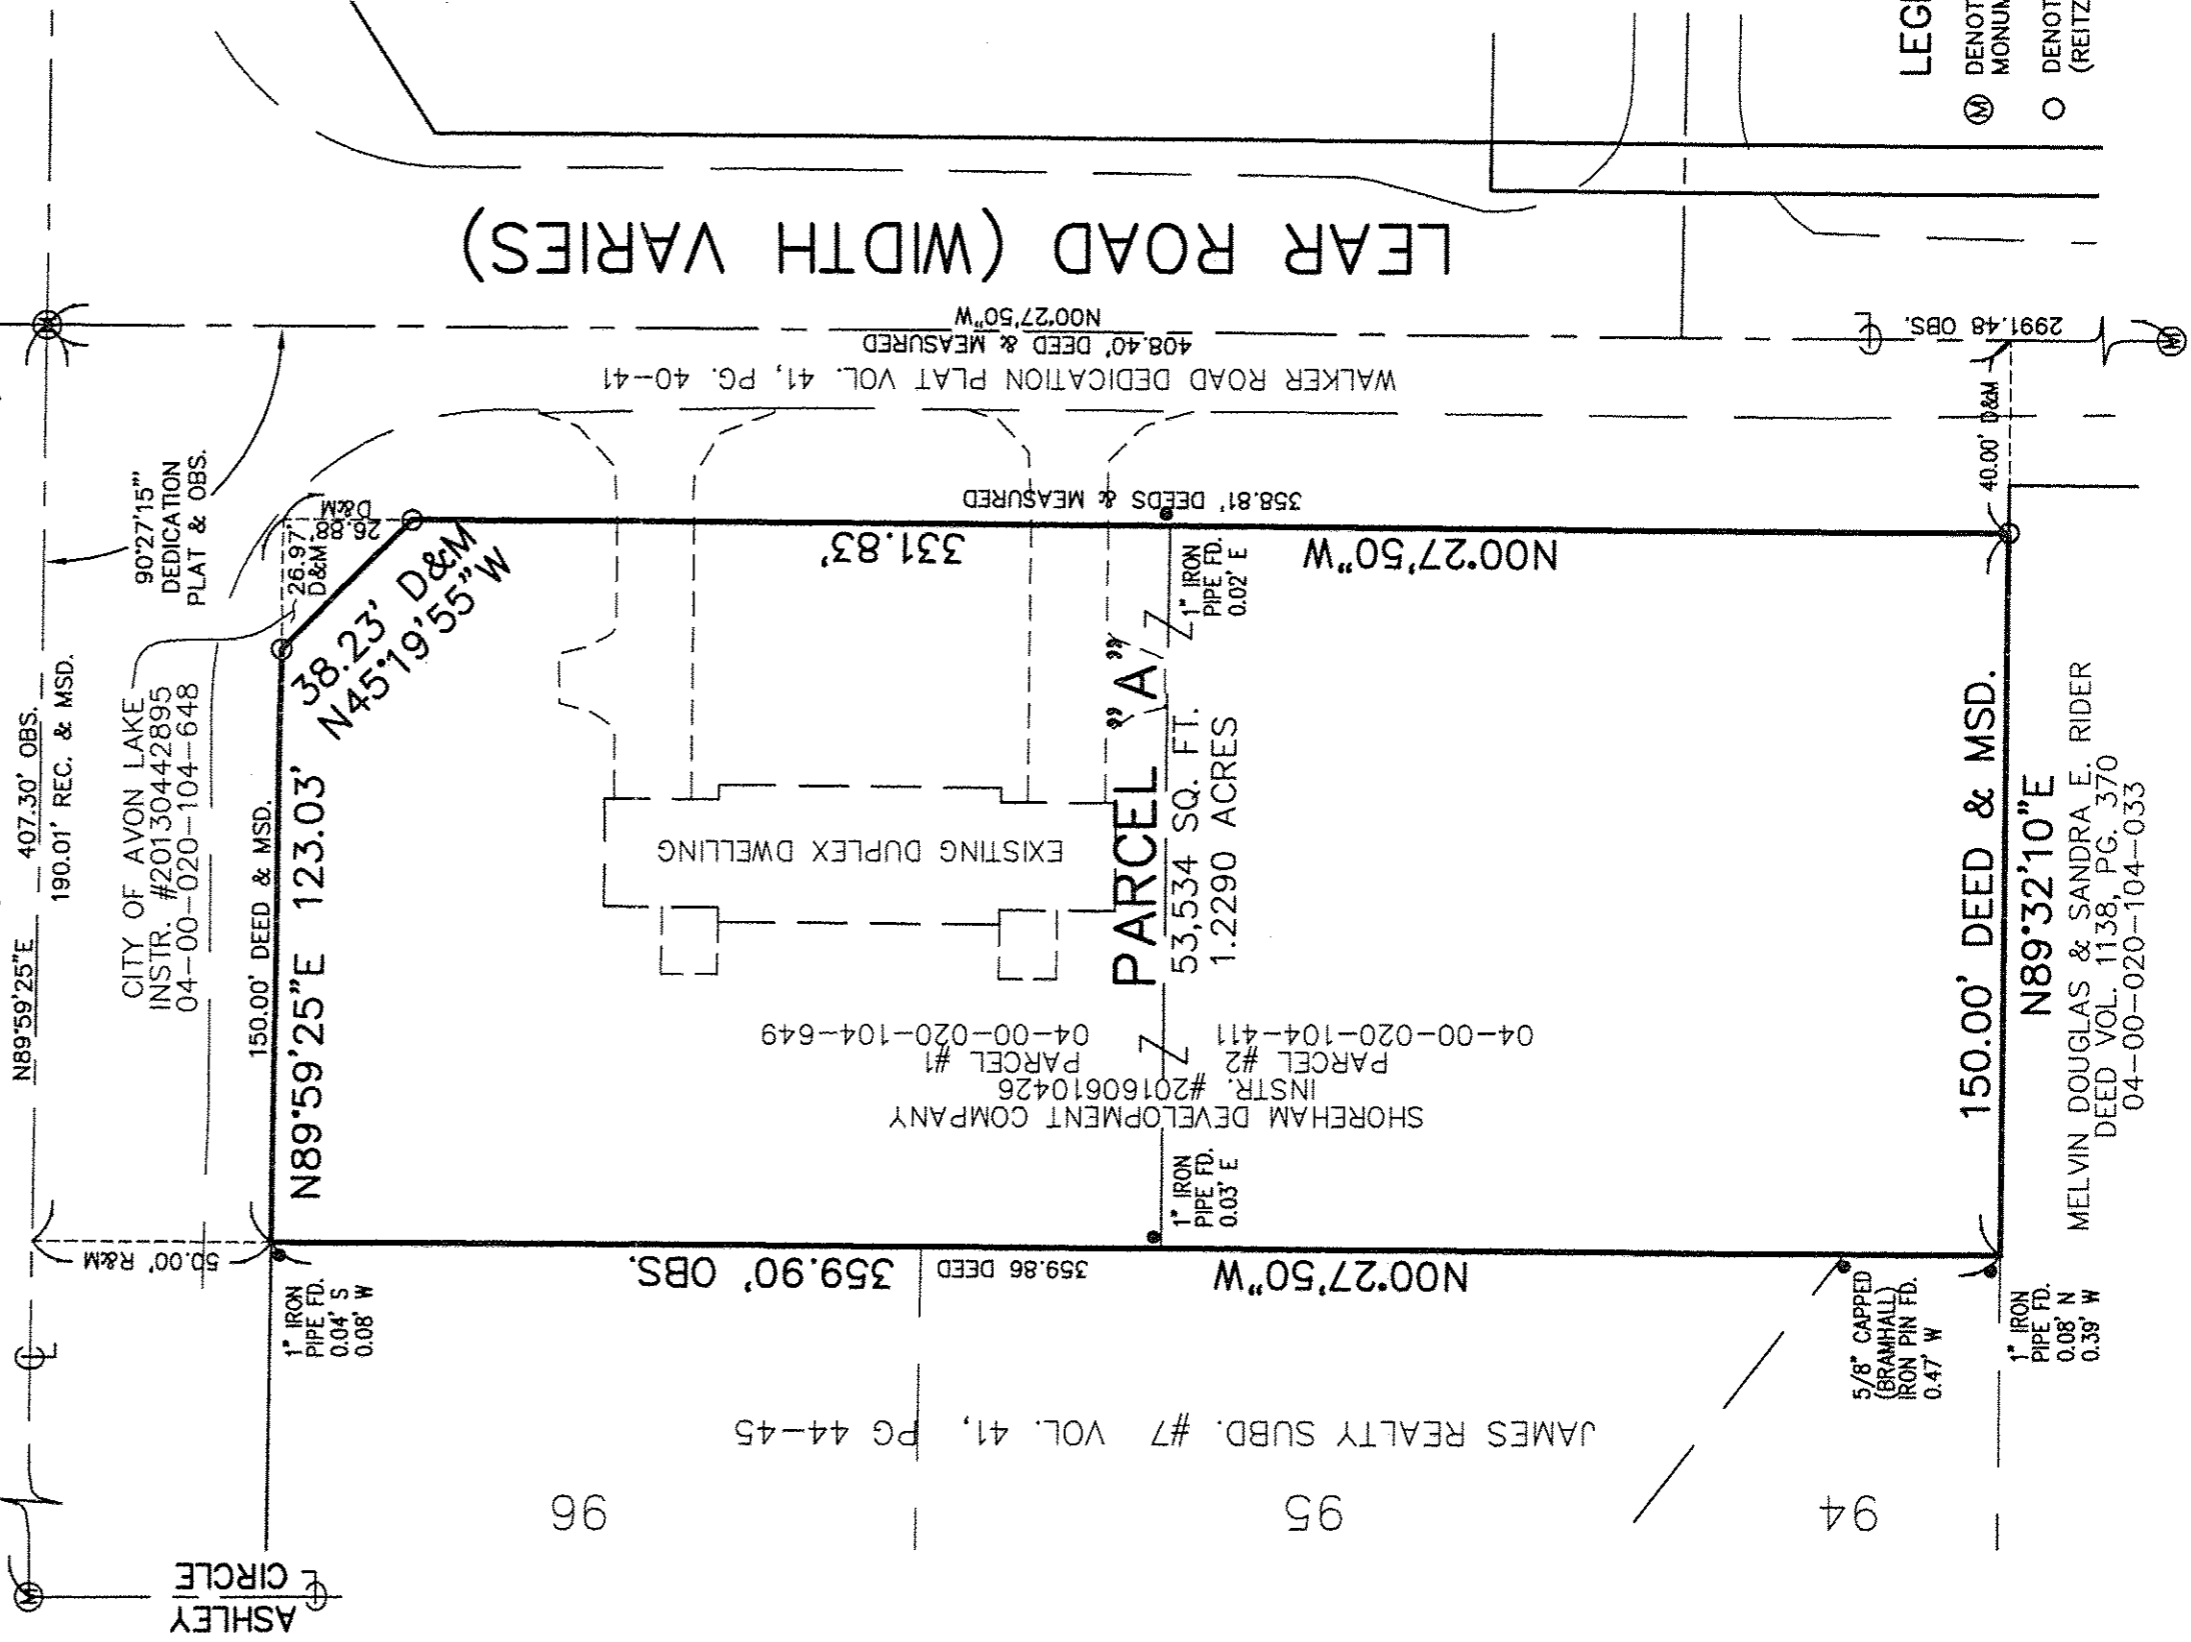 N89°59'25"E
407.30' OBS.
190.01' REC. & MSD.
90°27'15"
DEDICATION
PLAT & OBS.
CITY OF AVON LAKE
INSTR. #20130442895
04-00-020-104-648
150.00' DEED & MSD.
N89°59'25"E 123.03'
26.97'
D&M
26.88'
D&M
38.23' D&M
N45°19'55"W
50.00' R&M
LEAR ROAD (WIDTH VARIES)
N00°27'50"W
408.40' DEED & MEASURED
WALKER ROAD DEDICATION PLAT VOL. 41, PG. 40-41
358.81' DEEDS & MEASURED
331.83'
N00°27'50"W
2991.48 OBS.
40.00' D&M
1" IRON
PIPE FD.
0.02' E
PARCEL "A"
53,534 SQ. FT.
1.2290 ACRES
EXISTING DUPLEX DWELLING
SHOREHAM DEVELOPMENT COMPANY
INSTR. #20160610426
PARCEL #1
04-00-020-104-649
PARCEL #2
04-00-020-104-411
1" IRON
PIPE FD.
0.03' E
1" IRON
PIPE FD.
0.04' S
0.08' W
359.90' OBS.
359.86 DEED
N00°27'50"W
150.00' DEED & MSD.
N89°32'10"E
MELVIN DOUGLAS & SANDRA E. RIDER
DEED VOL. 1138, PG. 370
04-00-020-104-033
5/8" CAPPED
(BRAMHALL)
IRON PIN FD.
0.47' W
1" IRON
PIPE FD.
0.08' N
0.39' W
JAMES REALTY SUBD. #7 VOL. 41, PG 44-45
96
95
94
ASHLEY
CIRCLE
LEG
M DENOT
MONUM
DENOT
(REITZ
M
M
M